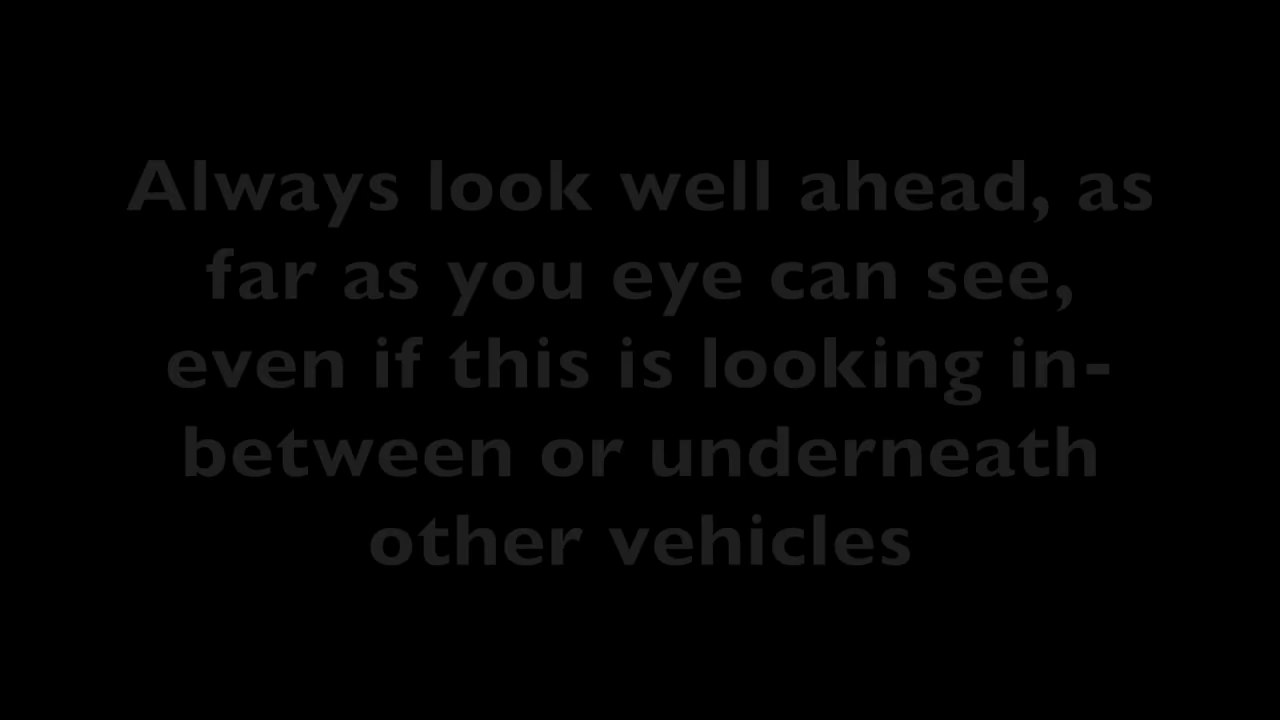 Always look well ahead, as
far as you eye can see,
even if this is looking in-
between or underneath
other vehicles